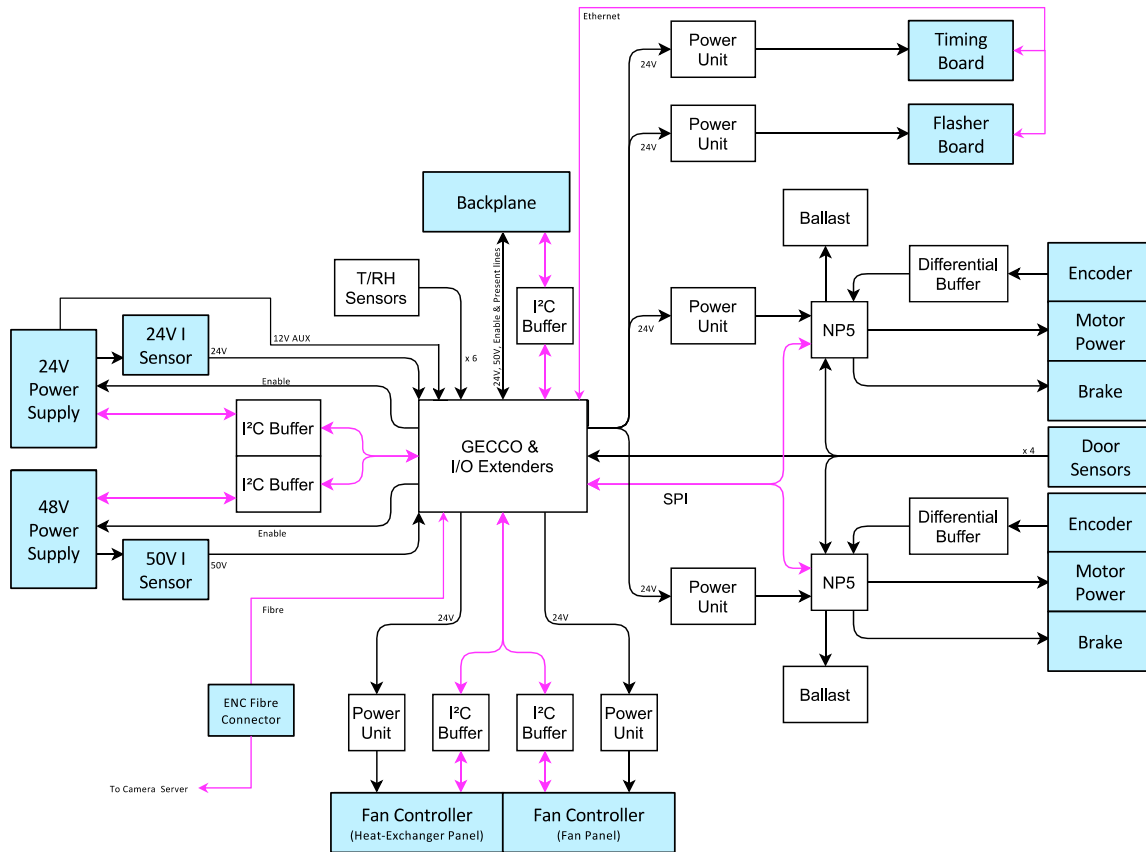 Ethernet
Power
Unit
24V
Timing
Board
Power
Unit
24V
Flasher
Board
Backplane
Ballast
T/RH
Sensors
x 6
24V, 50V, Enable & Present lines
I²C
Buffer
Differential
Buffer
Encoder
Power
Unit
24V
NP5
Motor
Power
Brake
24V
Power
Supply
24V I
Sensor
24V
12V AUX
Enable
I²C Buffer
I²C Buffer
GECCO &
I/O Extenders
x 4
Door
Sensors
SPI
48V
Power
Supply
Enable
50V I
Sensor
50V
Fibre
Differential
Buffer
Encoder
Power
Unit
24V
NP5
Motor
Power
Brake
Ballast
24V
24V
ENC Fibre
Connector
Power
Unit
I²C
Buffer
I²C
Buffer
Power
Unit
To Camera Server
Fan Controller
(Heat-Exchanger Panel)
Fan Controller
(Fan Panel)